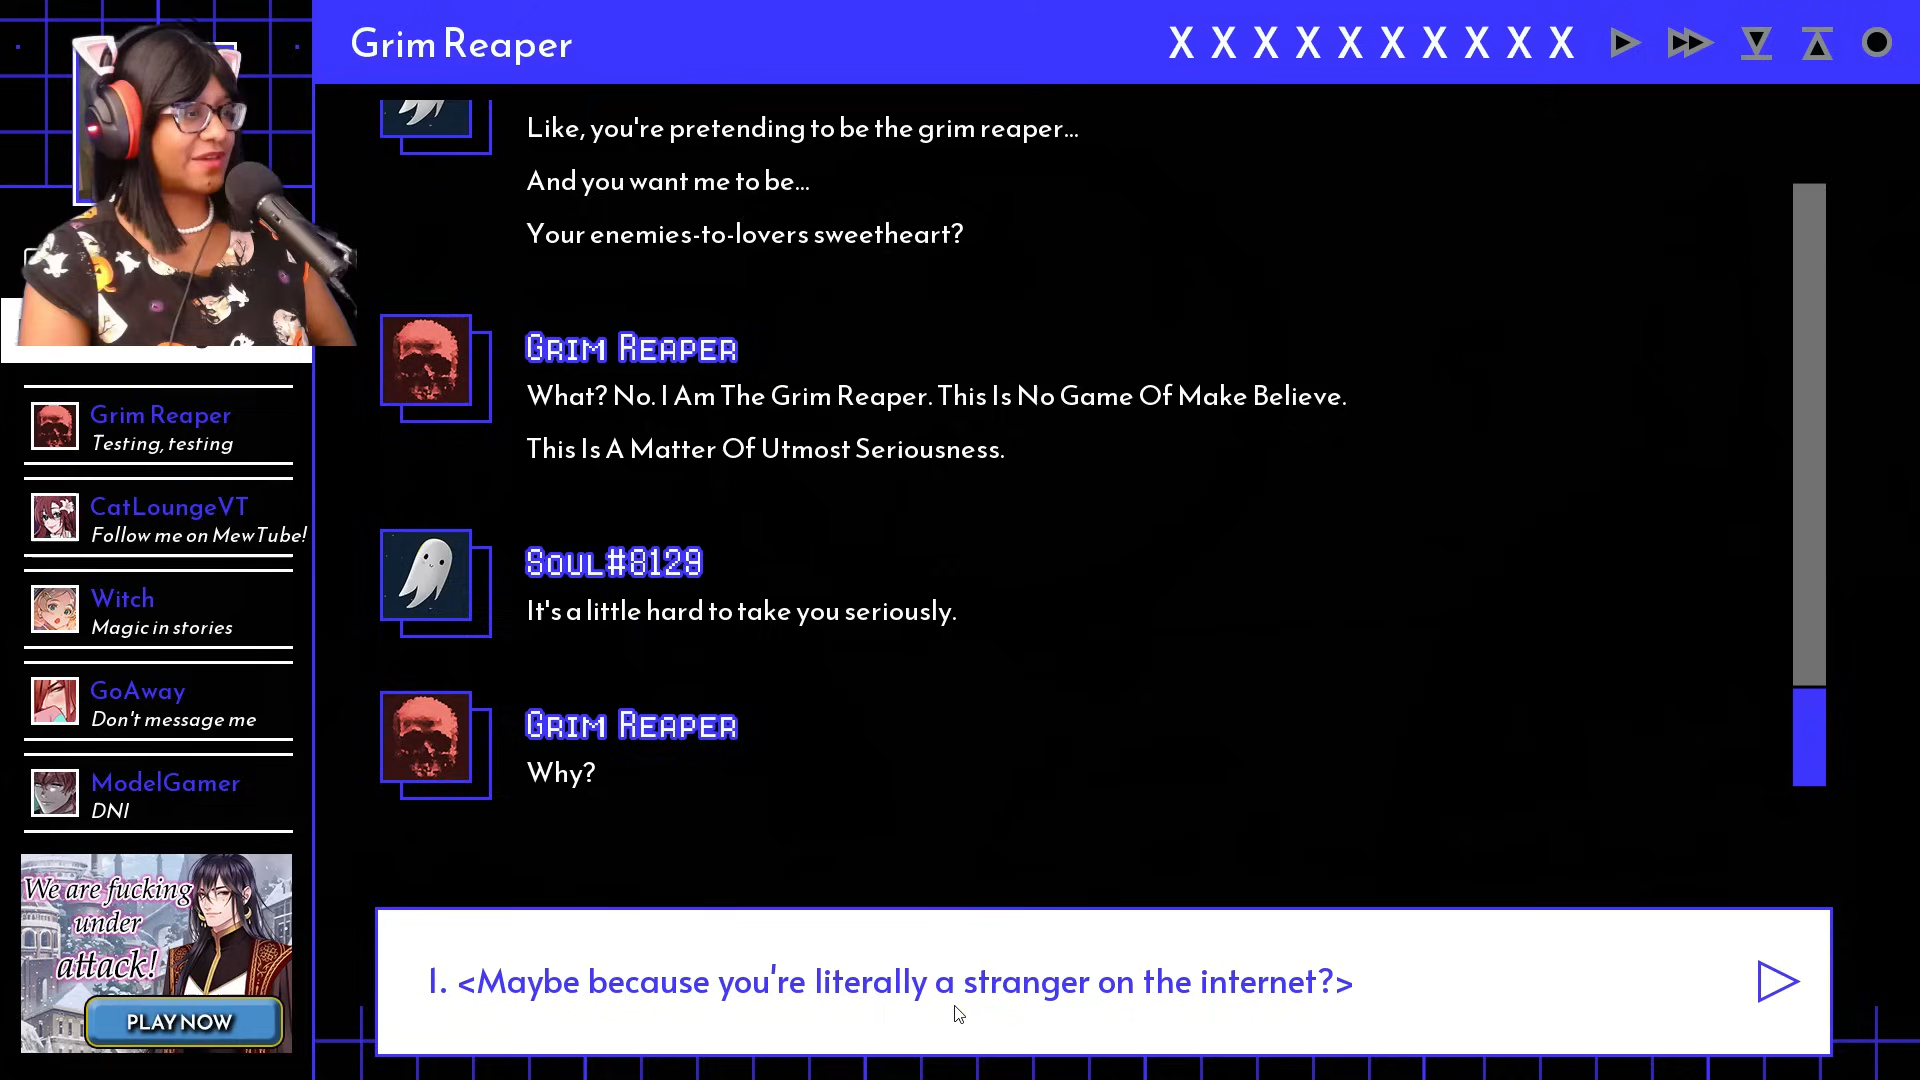 Grim Reaper
X X X X X X X X X X
Like, you're pretending to be the grim reaper...
And you want me to be...
Your enemies-to-lovers sweetheart?
Grim Reaper
What? No. I Am The Grim Reaper. This Is No Game Of Make Believe.
This Is A Matter Of Utmost Seriousness.
Soul#8129
It's a little hard to take you seriously.
Grim Reaper
Why?
1. <Maybe because you're literally a stranger on the internet?>
Grim Reaper
Testing, testing
CatLoungeVT
Follow me on MewTube!
Witch
Magic in stories
GoAway
Don't message me
ModelGamer
DNI
We are fucking
under
attack!
PLAY NOW